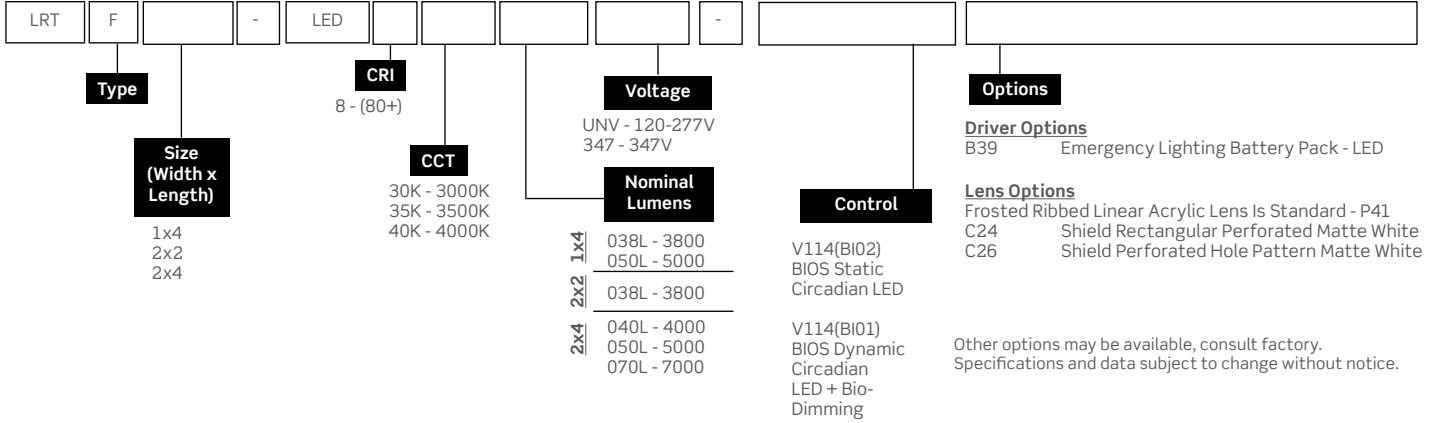 LRT F - LED -
Type
Size
(Width x
Length)
1x4
2x2
2x4
CRI
8 - (80+)
CCT
30K - 3000K
35K - 3500K
40K - 4000K
Voltage
UNV - 120-277V
347 - 347V
Nominal
Lumens
1x4
038L - 3800
050L - 5000
2x2
038L - 3800
2x4
040L - 4000
050L - 5000
070L - 7000
Control
V114(BI02)
BIOS Static
Circadian LED
V114(BI01)
BIOS Dynamic
Circadian
LED + Bio-
Dimming
Options
Driver Options
B39 Emergency Lighting Battery Pack - LED
Lens Options
Frosted Ribbed Linear Acrylic Lens Is Standard - P41
C24 Shield Rectangular Perforated Matte White
C26 Shield Perforated Hole Pattern Matte White
Other options may be available, consult factory.
Specifications and data subject to change without notice.